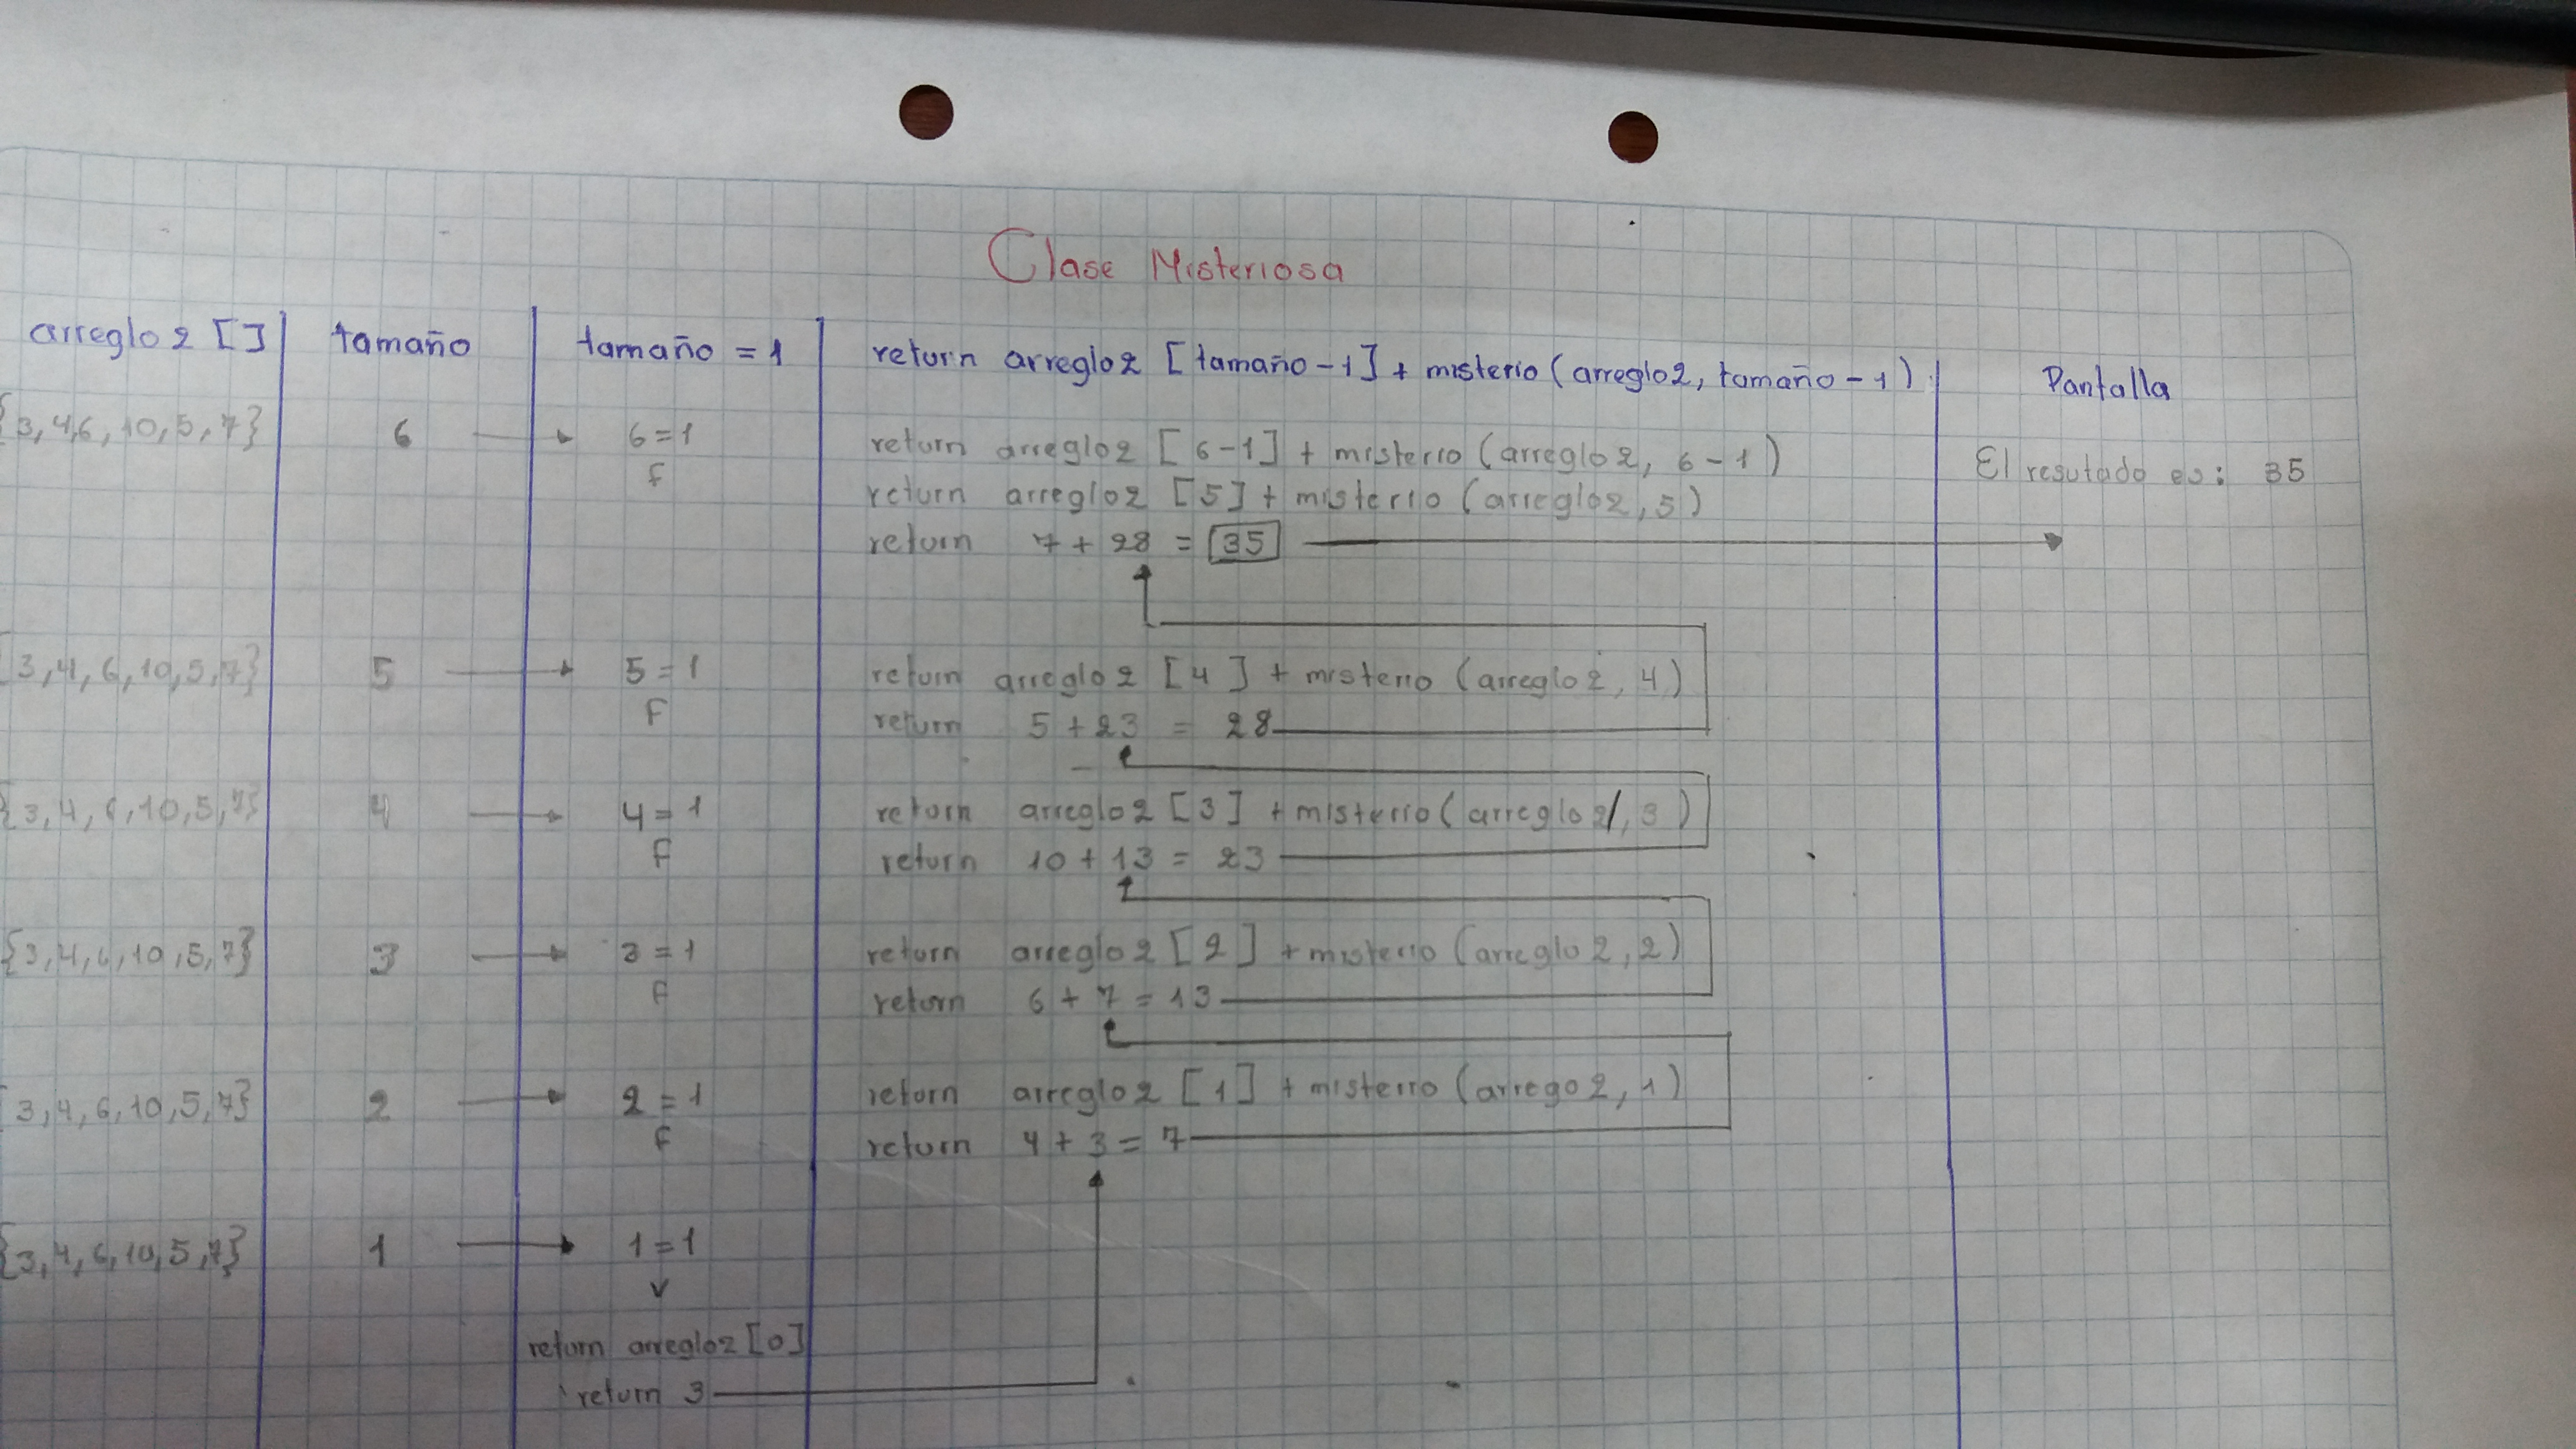 Clase Misteriosa
arreglo2 [] tamaño tamaño = 1 return arreglo2 [tamaño-1] + misterio (arreglo2, tamaño-1) Pantalla
{3,4,6,10,5,7} 6 6=1 return arreglo2 [6-1] + misterio (arreglo2, 6-1) El resutado es: 35
F return arreglo2 [5] + misterio (arreglo2, 5)
return 7 + 28 = 35
{3,4,6,10,5,7} 5 5=1 return arreglo2 [4] + misterio (arreglo2, 4)
F return 5 + 23 = 28
{3,4,6,10,5,7} 4 4=1 return arreglo2 [3] + misterio (arreglo2, 3)
F return 10 + 13 = 23
{3,4,6,10,5,7} 3 3=1 return arreglo2 [2] + misterio (arreglo2, 2)
F return 6 + 7 = 13
{3,4,6,10,5,7} 2 2=1 return arreglo2 [1] + misterio (arrego2, 1)
F return 4 + 3 = 7
{3,4,6,10,5,7} 1 1=1
V
return arreglo2 [0]
return 3